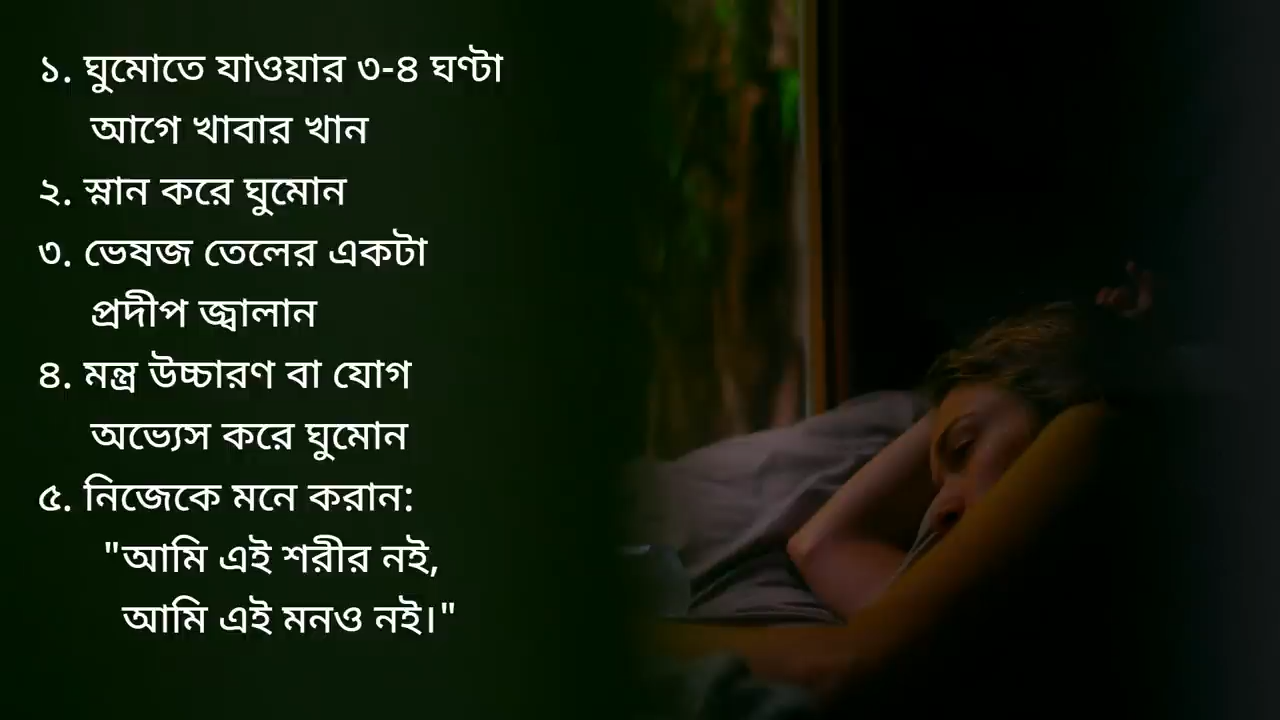 ১. ঘুমোতে যাওয়ার ৩-৪ ঘণ্টা
আগে খাবার খান
২. স্নান করে ঘুমোন
৩. ভেষজ তেলের একটা
প্রদীপ জ্বালান
৪. মন্ত্র উচ্চারণ বা যোগ
অভ্যেস করে ঘুমোন
৫. নিজেকে মনে করান:
"আমি এই শরীর নই,
আমি এই মনও নই।"